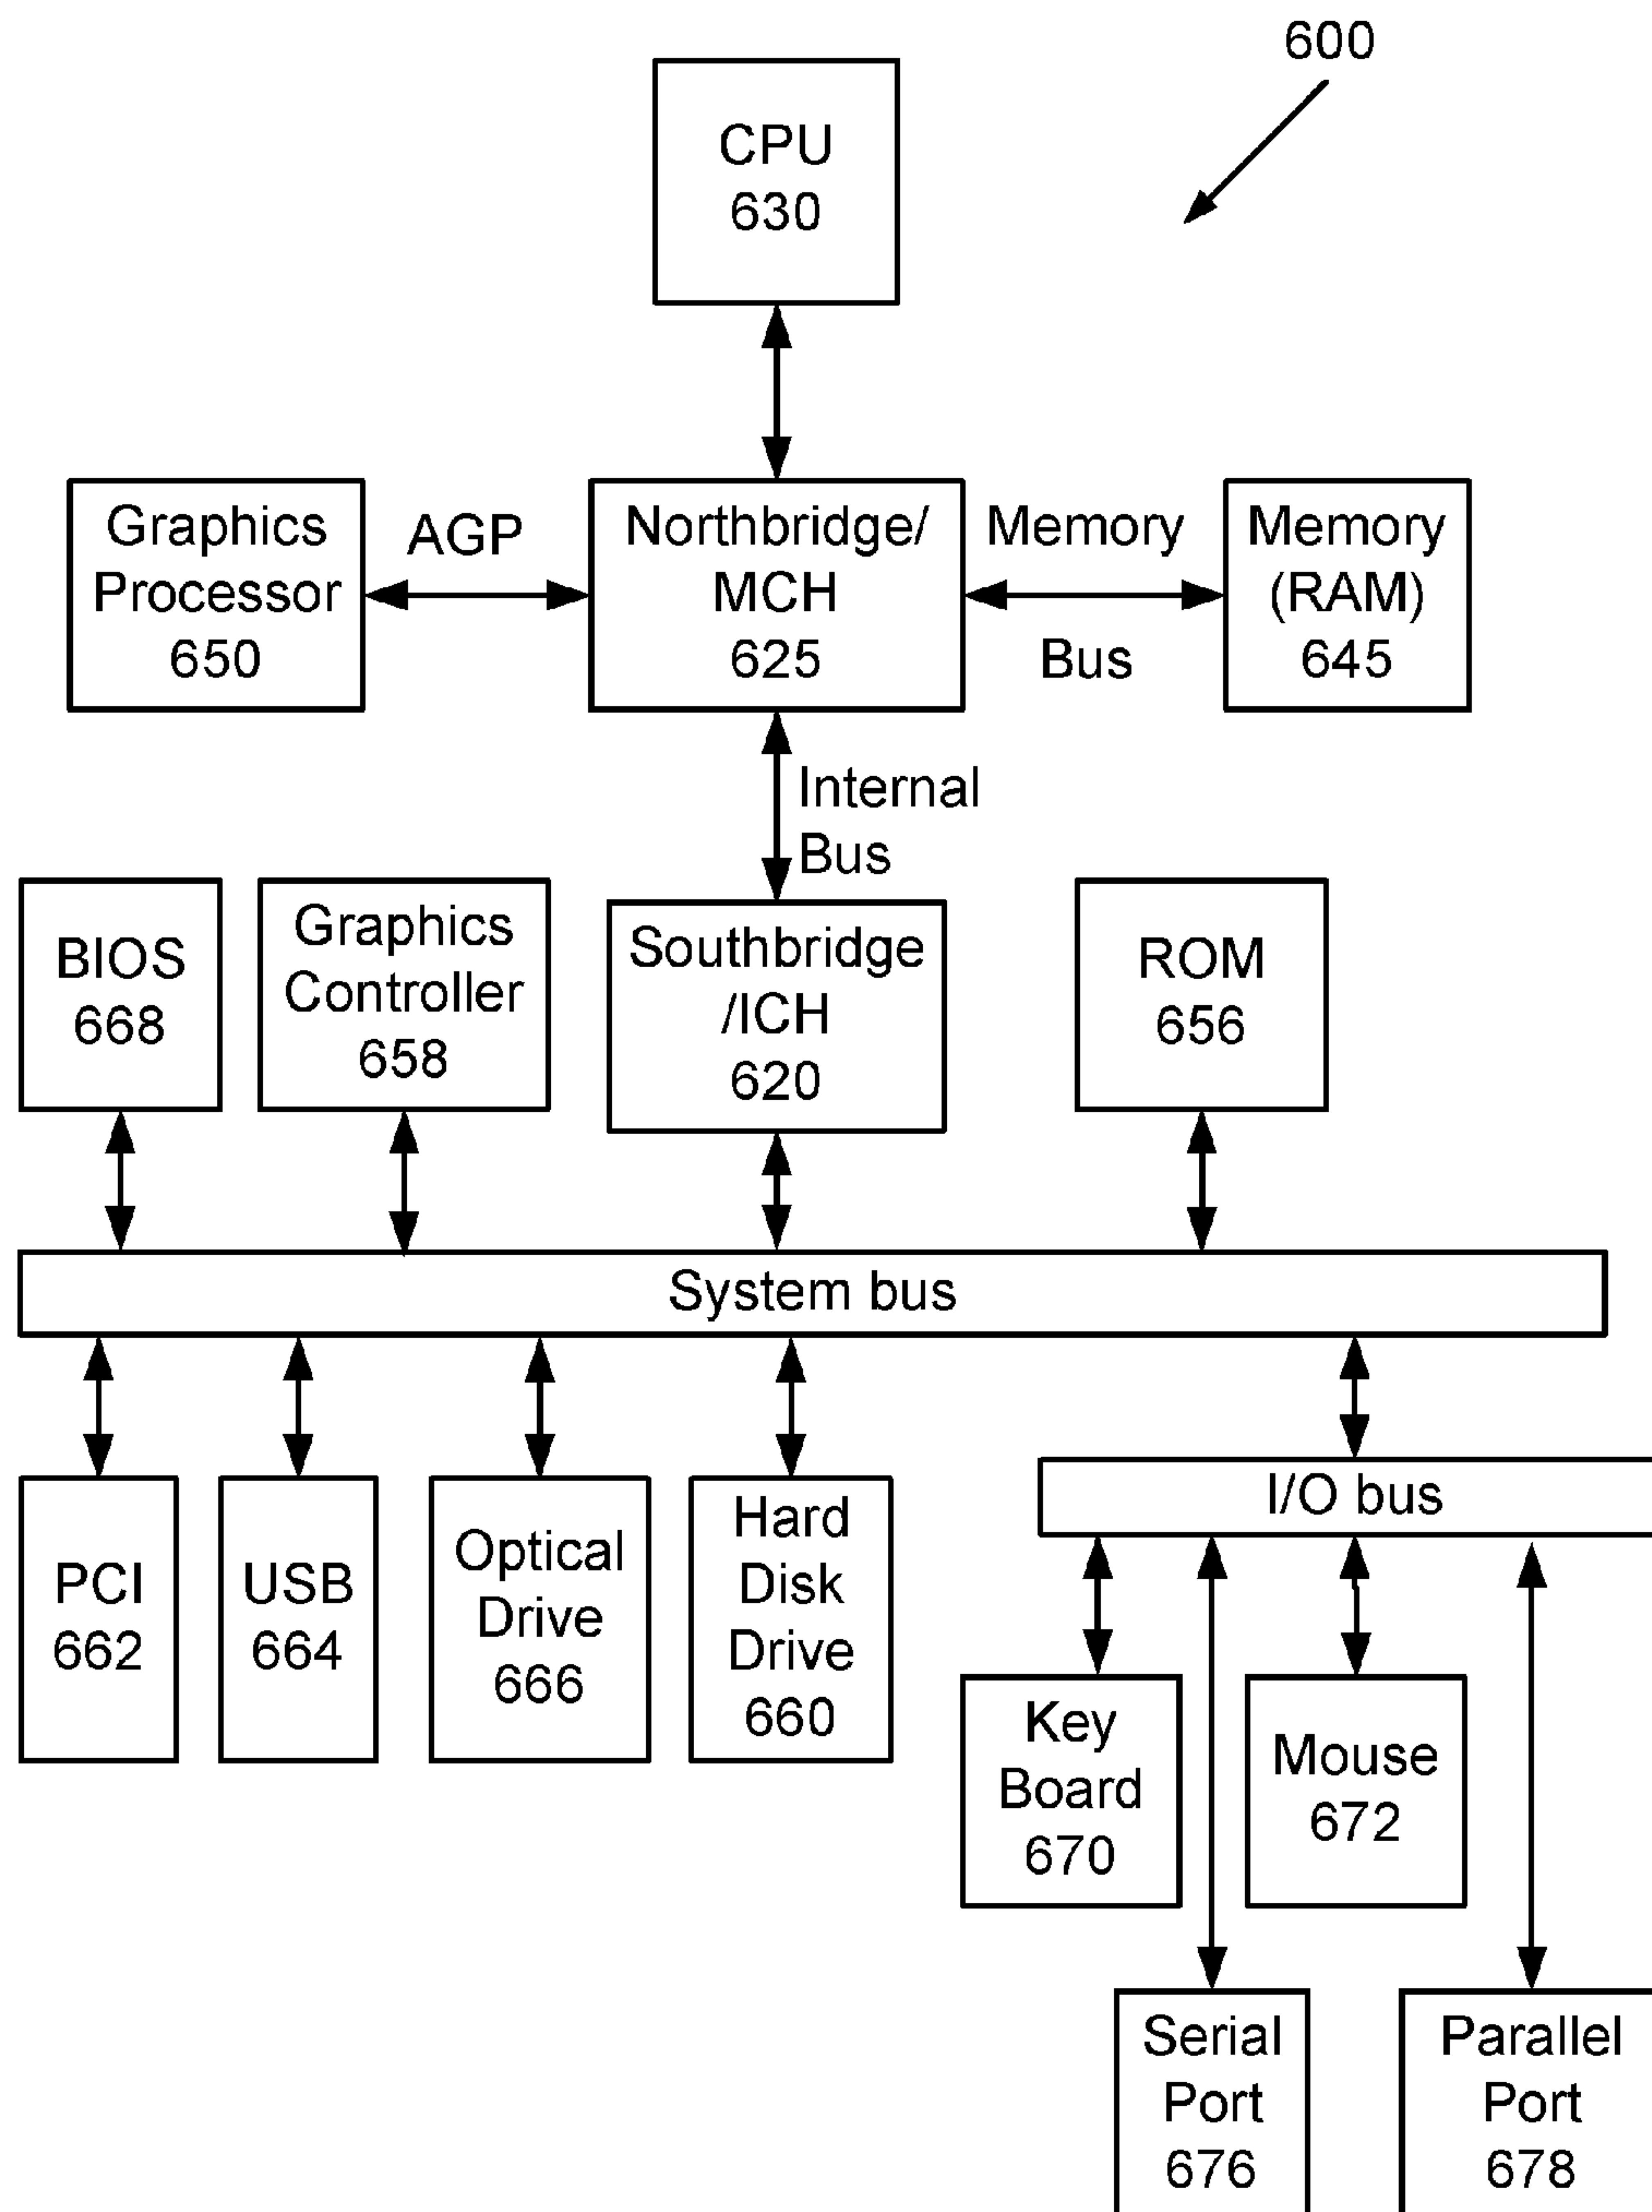 600
CPU
630
Graphics
Processor
650
AGP
Northbridge/
MCH
625
Memory
Bus
Memory
(RAM)
645
Internal
Bus
BIOS
668
Graphics
Controller
658
Southbridge
/ICH
620
ROM
656
System bus
PCI
662
USB
664
Optical
Drive
666
Hard
Disk
Drive
660
I/O bus
Key
Board
670
Mouse
672
Serial
Port
676
Parallel
Port
678